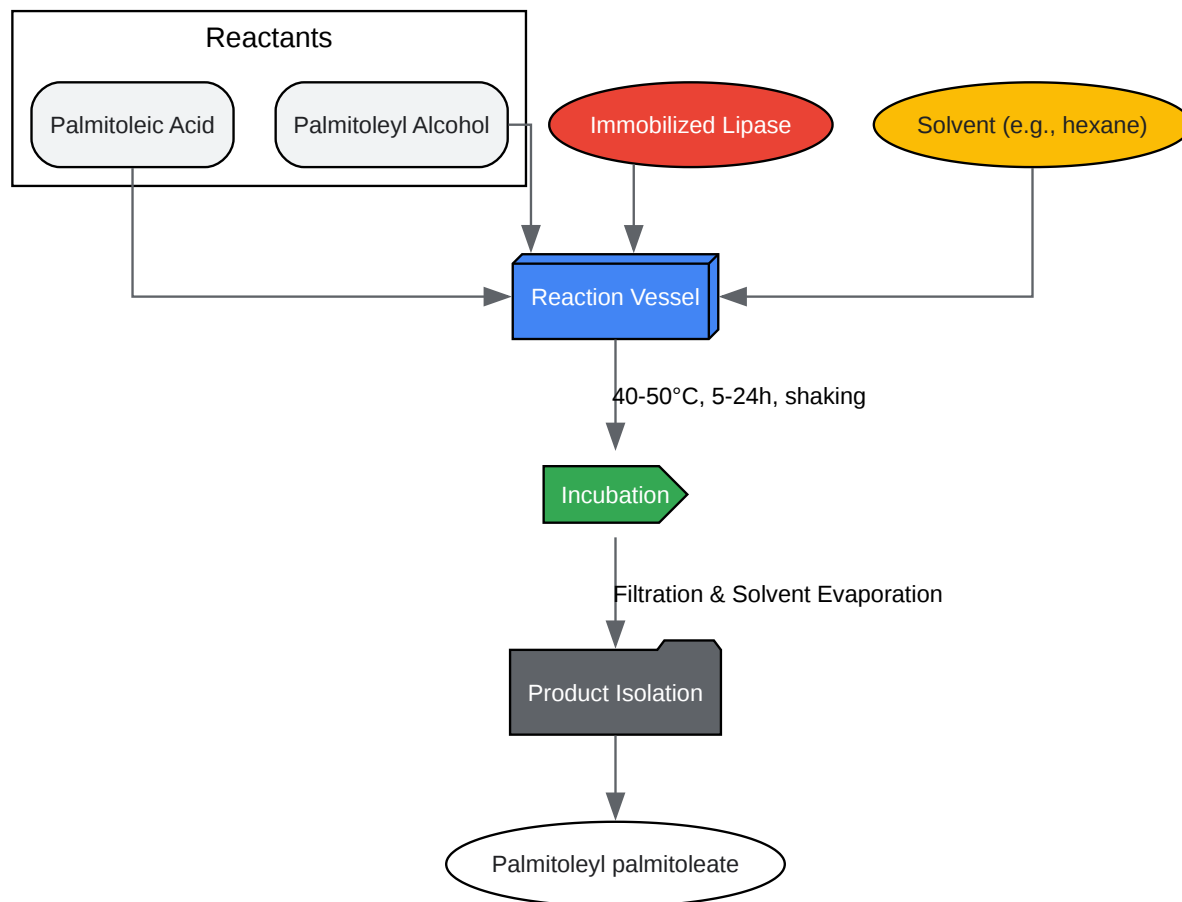 Reactants
Palmitoleic Acid
Palmitoleyl Alcohol
Immobilized Lipase
Solvent (e.g., hexane)
Reaction Vessel
40-50°C, 5-24h, shaking
Incubation
Filtration & Solvent Evaporation
Product Isolation
Palmitoleyl palmitoleate